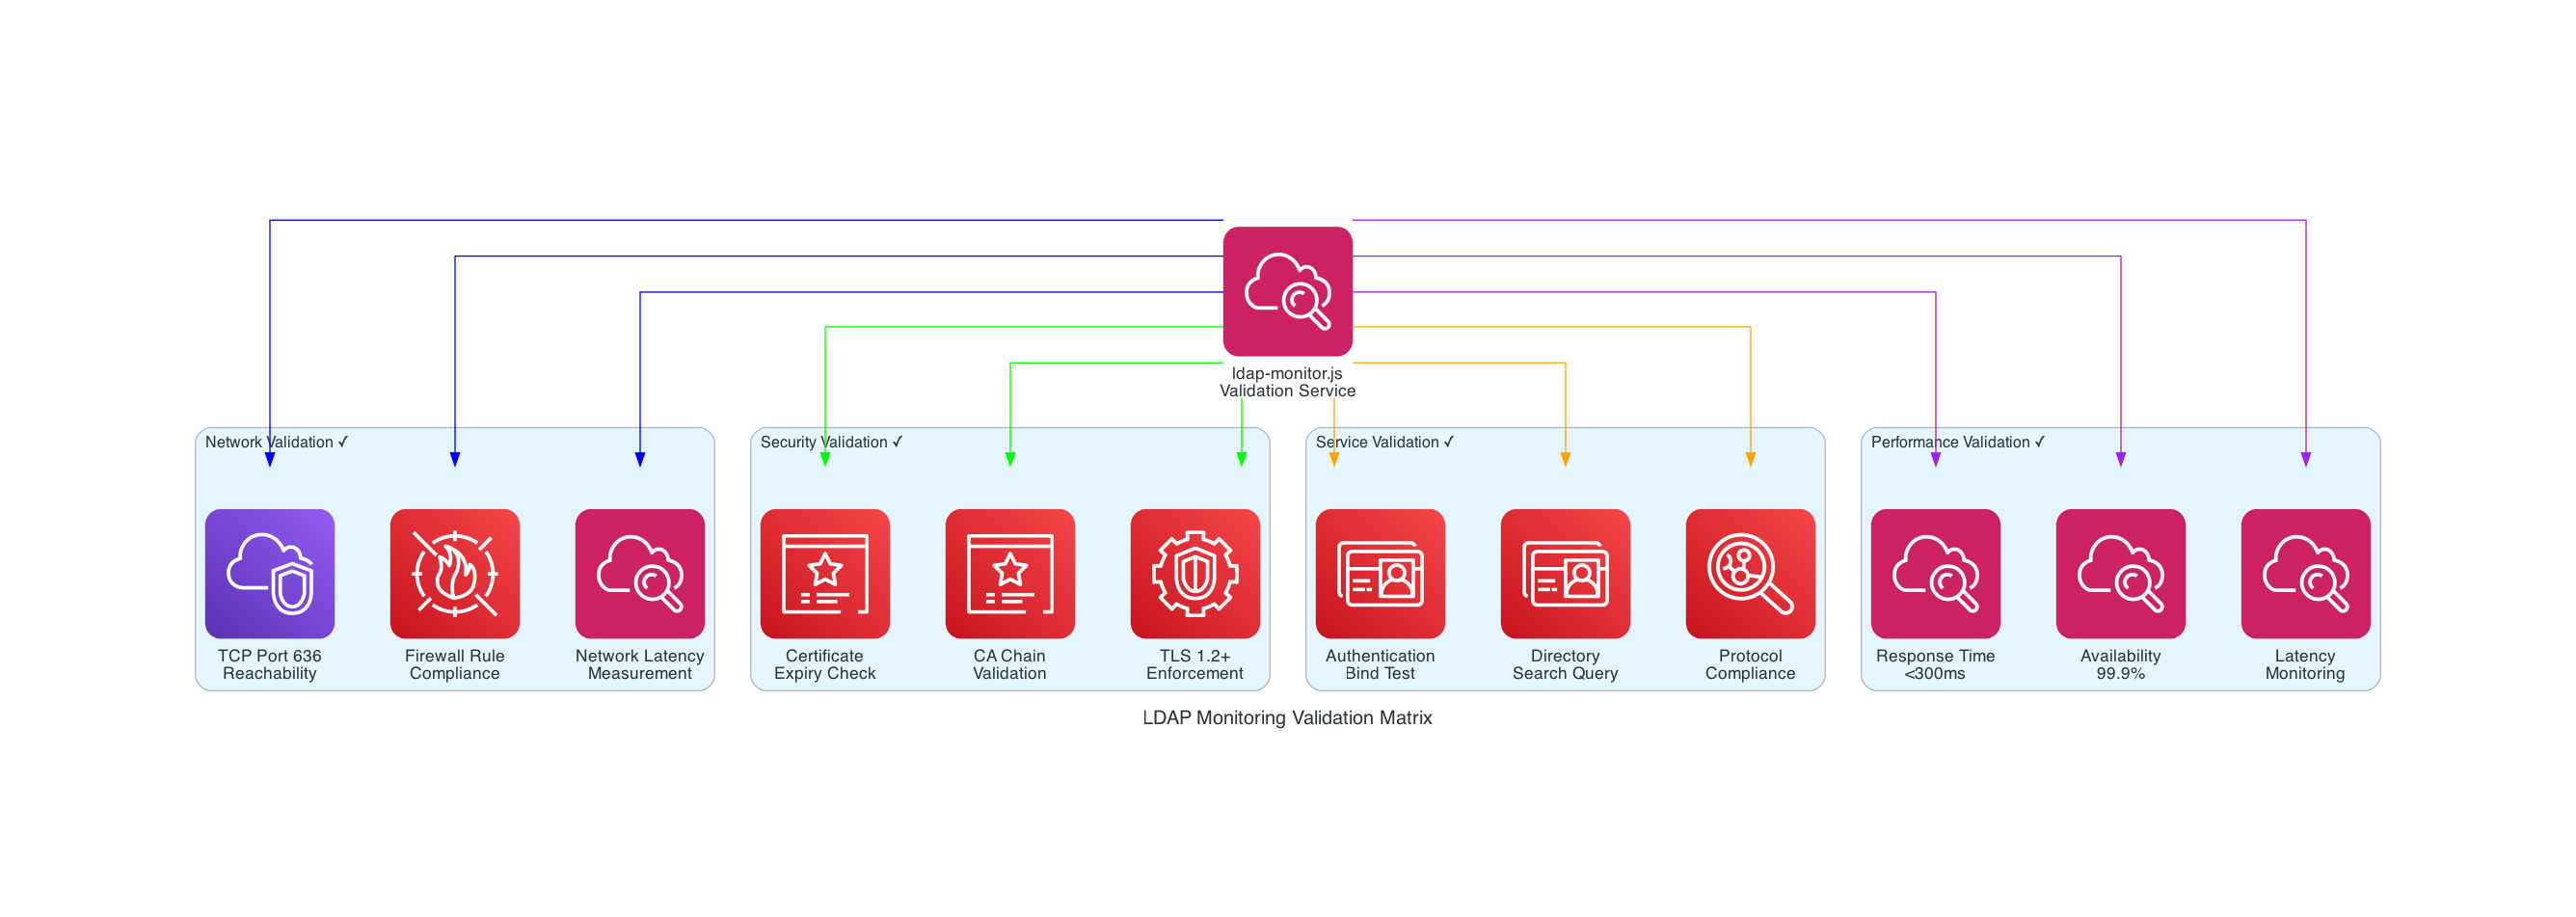 ldap-monitor.js
Validation Service
Network Validation ✓
Security Validation ✓
Service Validation ✓
Performance Validation ✓
TCP Port 636
Reachability
Firewall Rule
Compliance
Network Latency
Measurement
Certificate
Expiry Check
CA Chain
Validation
TLS 1.2+
Enforcement
Authentication
Bind Test
Directory
Search Query
Protocol
Compliance
Response Time
<300ms
Availability
99.9%
Latency
Monitoring
LDAP Monitoring Validation Matrix